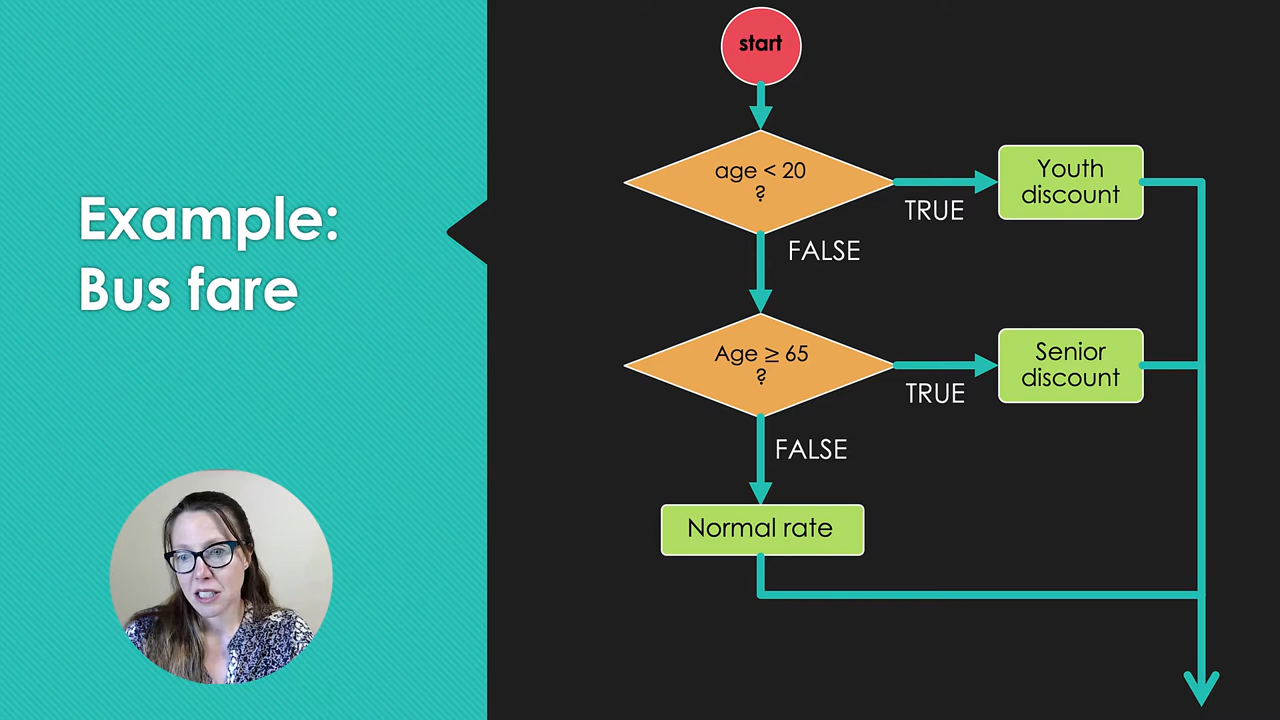 Example:
Bus fare
start
age < 20
?
TRUE
Youth
discount
FALSE
Age ≥ 65
?
TRUE
Senior
discount
FALSE
Normal rate